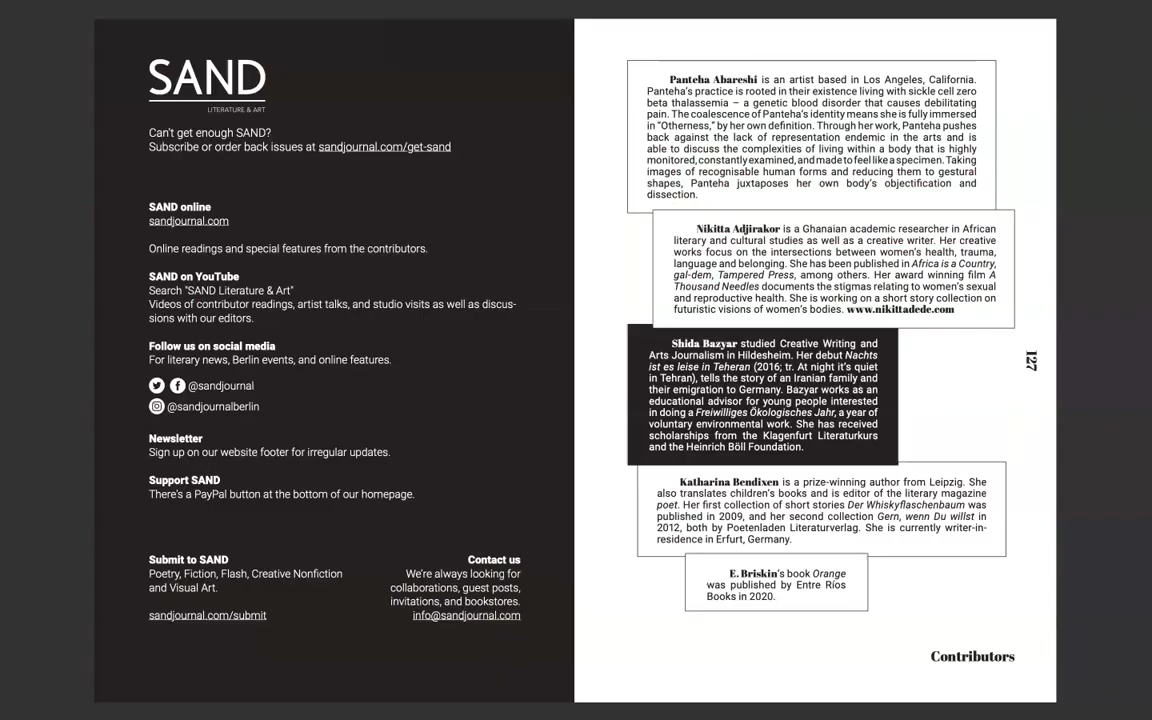 SAND
LITERATURE & ART
Can't get enough SAND?
Subscribe or order back issues at sandjournal.com/get-sand
SAND online
sandjournal.com
Online readings and special features from the contributors.
SAND on YouTube
Search "SAND Literature & Art"
Videos of contributor readings, artist talks, and studio visits as well as discus-
sions with our editors.
Follow us on social media
For literary news, Berlin events, and online features.
@sandjournal
@sandjournalberlin
Newsletter
Sign up on our website footer for irregular updates.
Support SAND
There's a PayPal button at the bottom of our homepage.
Submit to SAND
Poetry, Fiction, Flash, Creative Nonfiction
and Visual Art.
sandjournal.com/submit
Contact us
We're always looking for
collaborations, guest posts,
invitations, and bookstores.
info@sandjournal.com
Panteha Abareshi is an artist based in Los Angeles, California.
Panteha's practice is rooted in their existence living with sickle cell zero
beta thalassemia – a genetic blood disorder that causes debilitating
pain. The coalescence of Panteha's identity means she is fully immersed
in "Otherness," by her own definition. Through her work, Panteha pushes
back against the lack of representation endemic in the arts and is
able to discuss the complexities of living within a body that is highly
monitored, constantly examined, and made to feel like a specimen. Taking
images of recognisable human forms and reducing them to gestural
shapes, Panteha juxtaposes her own body's objectification and
dissection.
Nikitta Adjirakor is a Ghanaian academic researcher in African
literary and cultural studies as well as a creative writer. Her creative
works focus on the intersections between women's health, trauma,
language and belonging. She has been published in Africa is a Country,
gal-dem, Tampered Press, among others. Her award winning film A
Thousand Needles documents the stigmas relating to women's sexual
and reproductive health. She is working on a short story collection on
futuristic visions of women's bodies. www.nikittadede.com
Shida Bazyar studied Creative Writing and
Arts Journalism in Hildesheim. Her debut Nachts
ist es leise in Teheran (2016; tr. At night it's quiet
in Tehran), tells the story of an Iranian family and
their emigration to Germany. Bazyar works as an
educational advisor for young people interested
in doing a Freiwilliges Ökologisches Jahr, a year of
voluntary environmental work. She has received
scholarships from the Klagenfurt Literaturkurs
and the Heinrich Böll Foundation.
127
Katharina Bendixen is a prize-winning author from Leipzig. She
also translates children's books and is editor of the literary magazine
poet. Her first collection of short stories Der Whiskyflaschenbaum was
published in 2009, and her second collection Gern, wenn Du willst in
2012, both by Poetenladen Literaturverlag. She is currently writer-in-
residence in Erfurt, Germany.
E. Briskin's book Orange
was published by Entre Ríos
Books in 2020.
Contributors